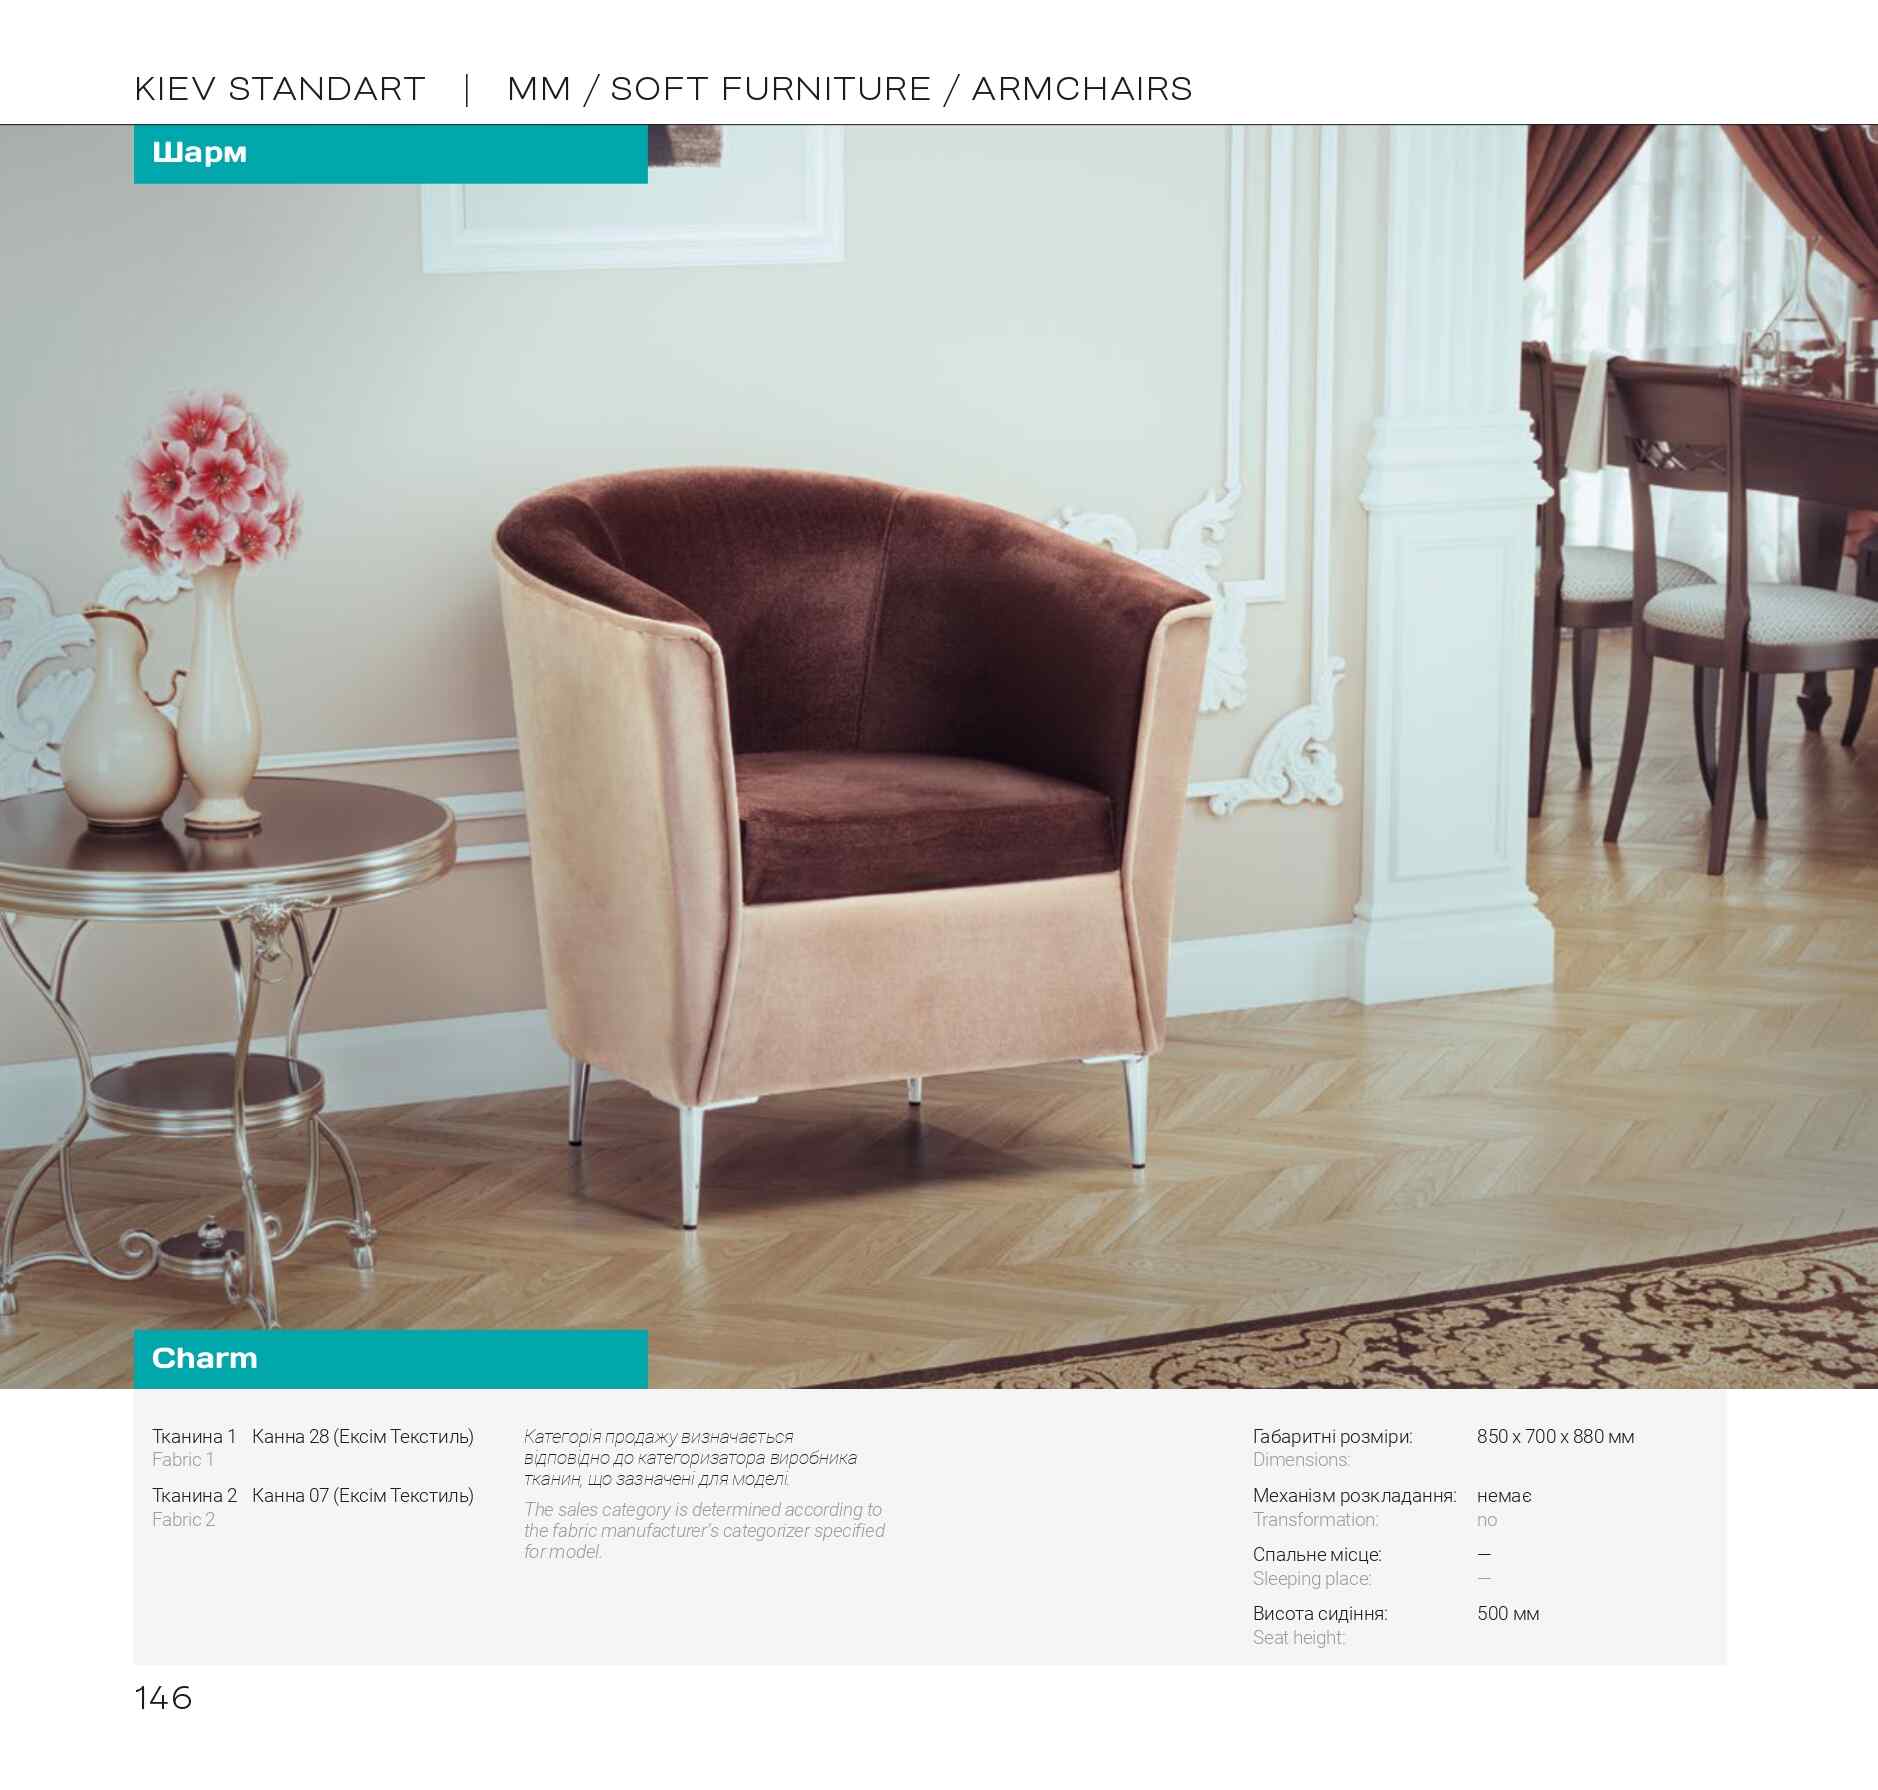 KIEV STANDART | MM / SOFT FURNITURE / ARMCHAIRS
Шарм
Charm
Тканина 1 Канна 28 (Ексім Текстиль)
Fabric 1
Тканина 2 Канна 07 (Ексім Текстиль)
Fabric 2
Категорія продажу визначається
відповідно до категоризатора виробника
тканин, що зазначені для моделі.
The sales category is determined according to
the fabric manufacturer's categorizer specified
for model.
Габаритні розміри: 850 x 700 x 880 мм
Dimensions:
Механізм розкладання: немає
Transformation: no
Спальне місце: —
Sleeping place: —
Висота сидіння: 500 мм
Seat height:
146